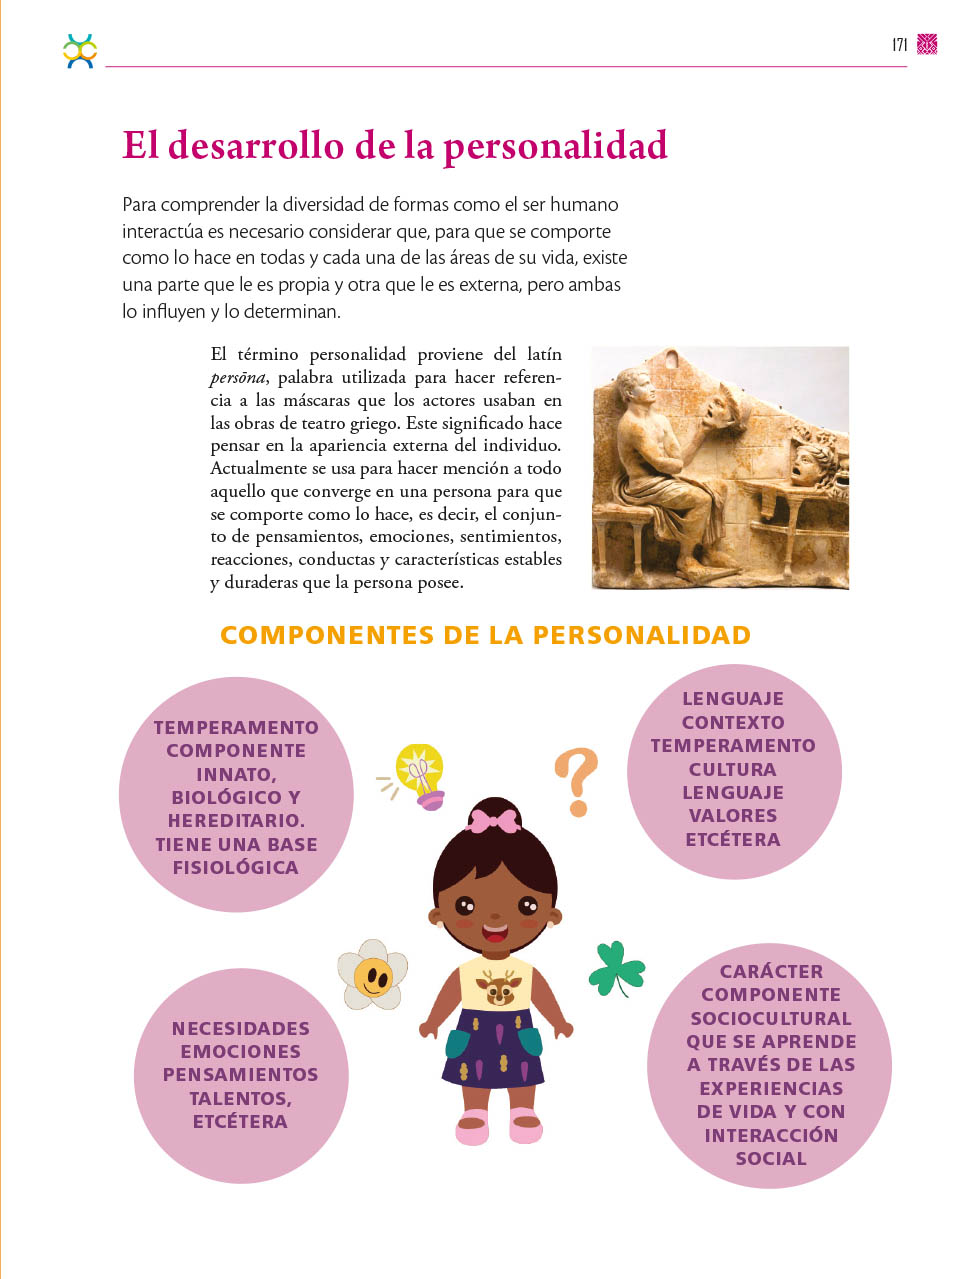 171
El desarrollo de la personalidad
Para comprender la diversidad de formas como el ser humano
interactúa es necesario considerar que, para que se comporte
como lo hace en todas y cada una de las áreas de su vida, existe
una parte que le es propia y otra que le es externa, pero ambas
lo influyen y lo determinan.
El término personalidad proviene del latín
persōna, palabra utilizada para hacer referen-
cia a las máscaras que los actores usaban en
las obras de teatro griego. Este significado hace
pensar en la apariencia externa del individuo.
Actualmente se usa para hacer mención a todo
aquello que converge en una persona para que
se comporte como lo hace, es decir, el conjun-
to de pensamientos, emociones, sentimientos,
reacciones, conductas y características estables
y duraderas que la persona posee.
COMPONENTES DE LA PERSONALIDAD
TEMPERAMENTO
COMPONENTE
INNATO,
BIOLÓGICO Y
HEREDITARIO.
TIENE UNA BASE
FISIOLÓGICA
LENGUAJE
CONTEXTO
TEMPERAMENTO
CULTURA
LENGUAJE
VALORES
ETCÉTERA
NECESIDADES
EMOCIONES
PENSAMIENTOS
TALENTOS,
ETCÉTERA
CARÁCTER
COMPONENTE
SOCIOCULTURAL
QUE SE APRENDE
A TRAVÉS DE LAS
EXPERIENCIAS
DE VIDA Y CON
INTERACCIÓN
SOCIAL